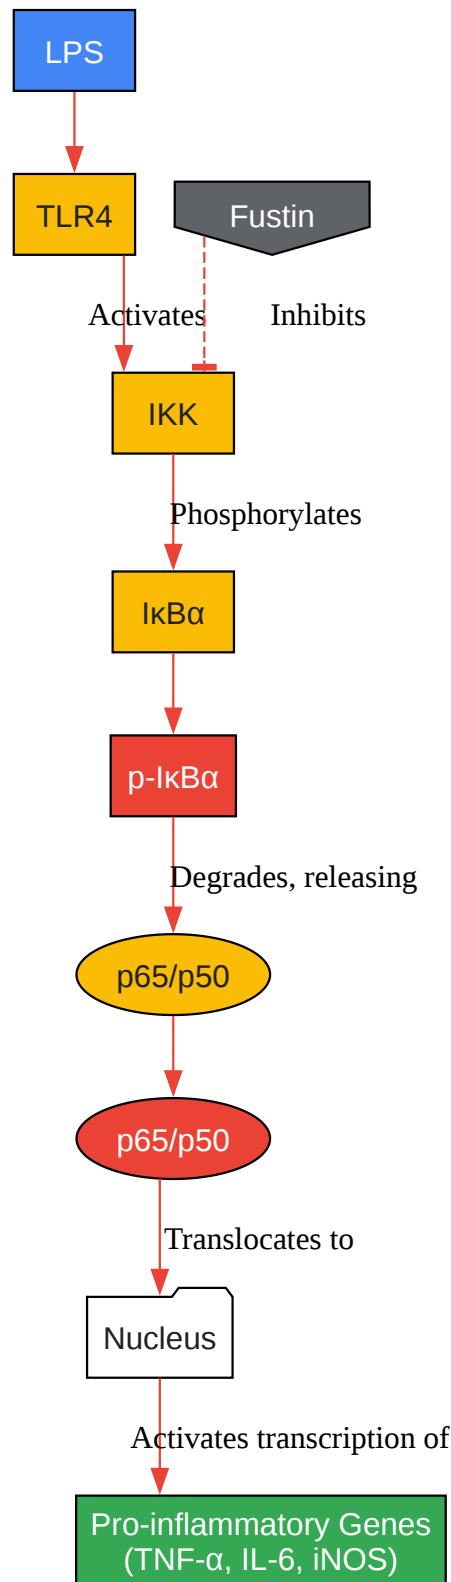 LPS
TLR4
Fustin
Activates
Inhibits
IKK
Phosphorylates
IκBα
p-IκBα
Degrades, releasing
p65/p50
p65/p50
Translocates to
Nucleus
Activates transcription of
Pro-inflammatory Genes
(TNF-α, IL-6, iNOS)